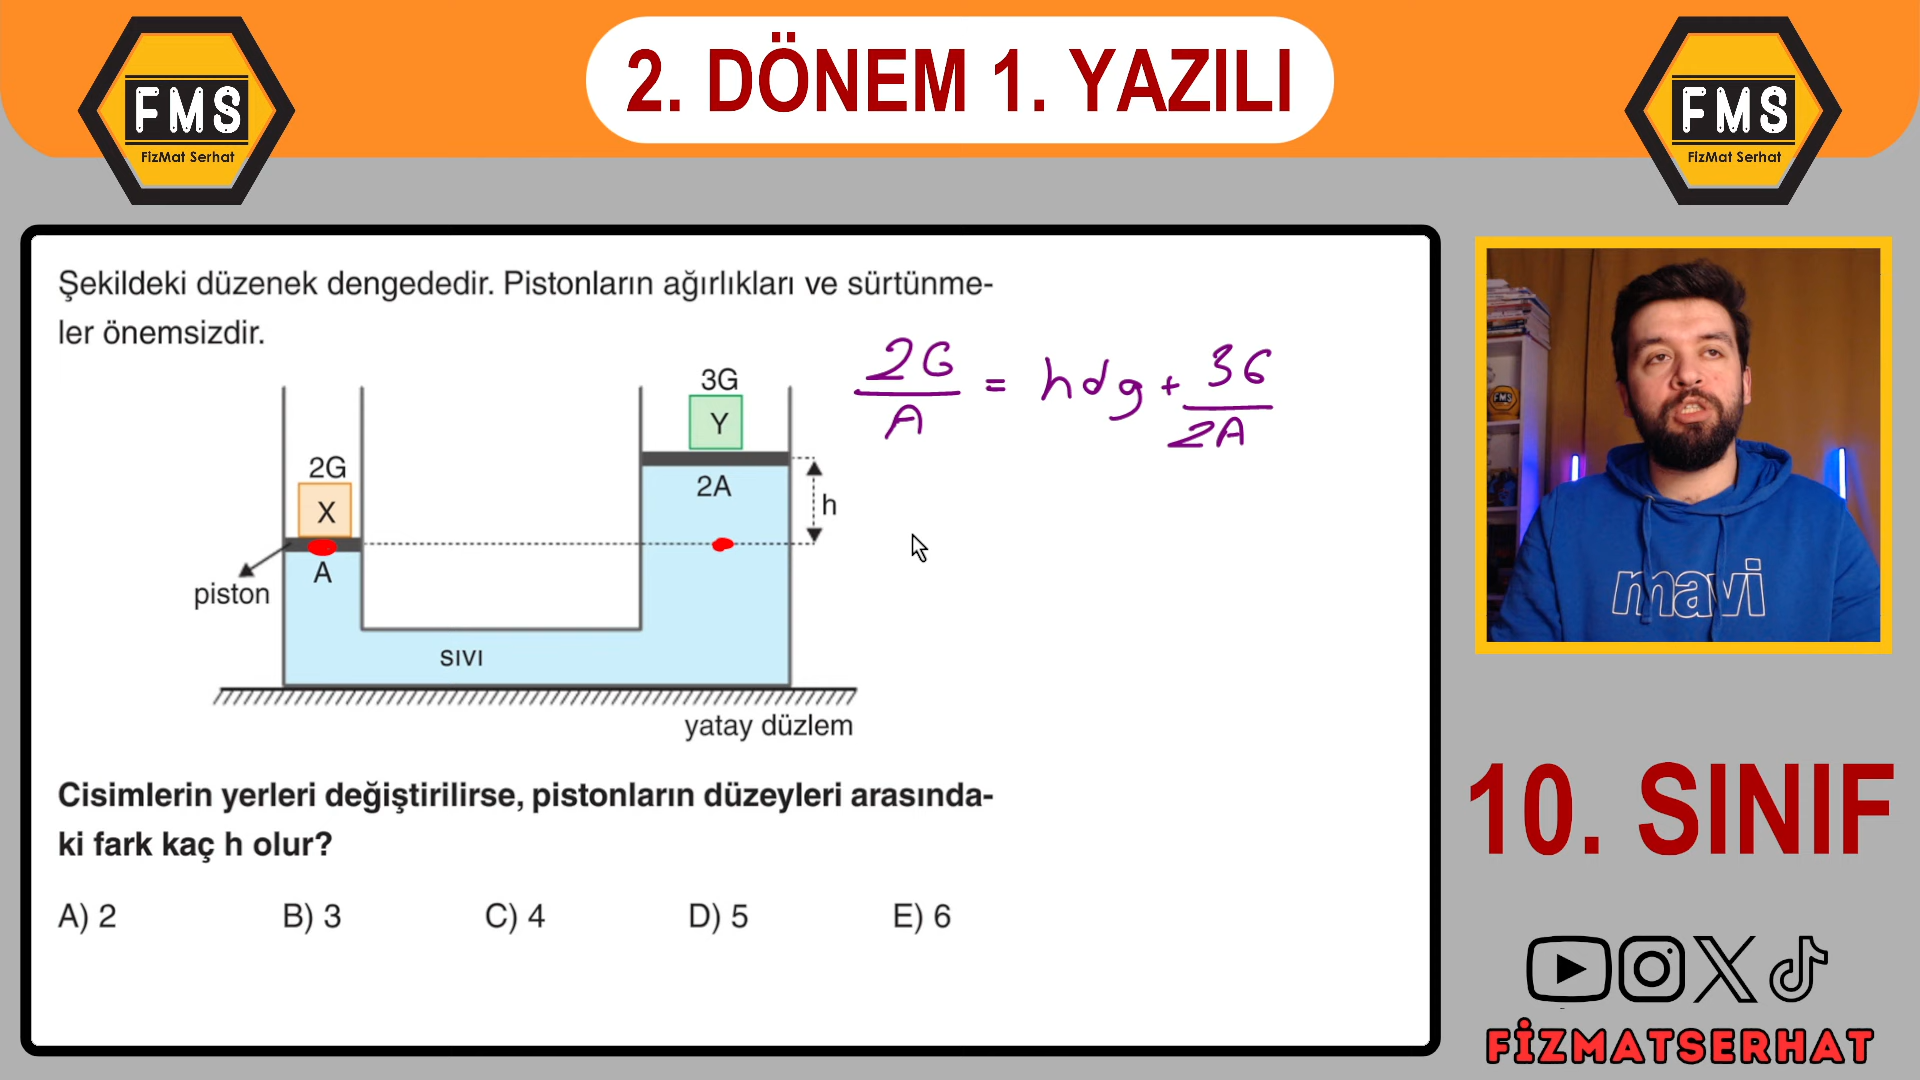 2. DÖNEM 1. YAZILI
FMS
FizMat Serhat
FMS
FizMat Serhat
Şekildeki düzenek dengededir. Pistonların ağırlıkları ve sürtünme-
ler önemsizdir.
2G
X
A
piston
3G
Y
2A
h
SIVI
yatay düzlem
2G/A = hdg + 3G/2A
Cisimlerin yerleri değiştirilirse, pistonların düzeyleri arasında-
ki fark kaç h olur?
A) 2 B) 3 C) 4 D) 5 E) 6
FMS
mavi
10. SINIF
FİZMATSERHAT